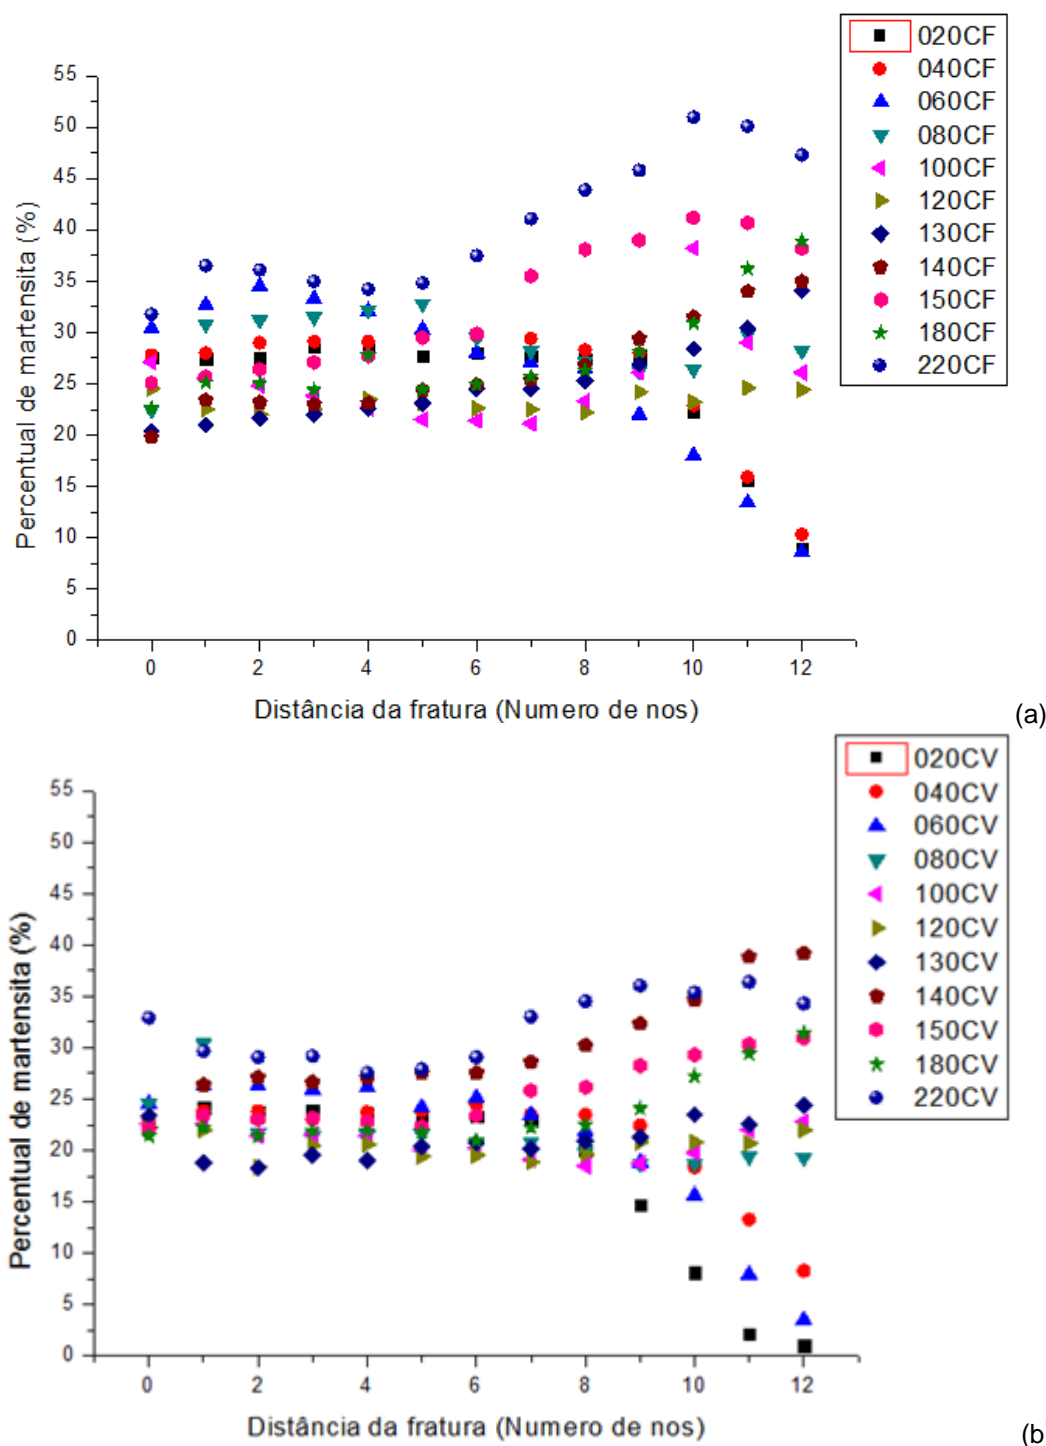 020CF
040CF
060CF
080CF
100CF
120CF
130CF
140CF
150CF
180CF
220CF
Percentual de martensita (%)
55
50
45
40
35
30
25
20
15
10
5
0
0 2 4 6 8 10 12
Distância da fratura (Numero de nos)
(a)
020CV
040CV
060CV
080CV
100CV
120CV
130CV
140CV
150CV
180CV
220CV
Percentual de martensita (%)
55
50
45
40
35
30
25
20
15
10
5
0
0 2 4 6 8 10 12
Distância da fratura (Numero de nos)
(b